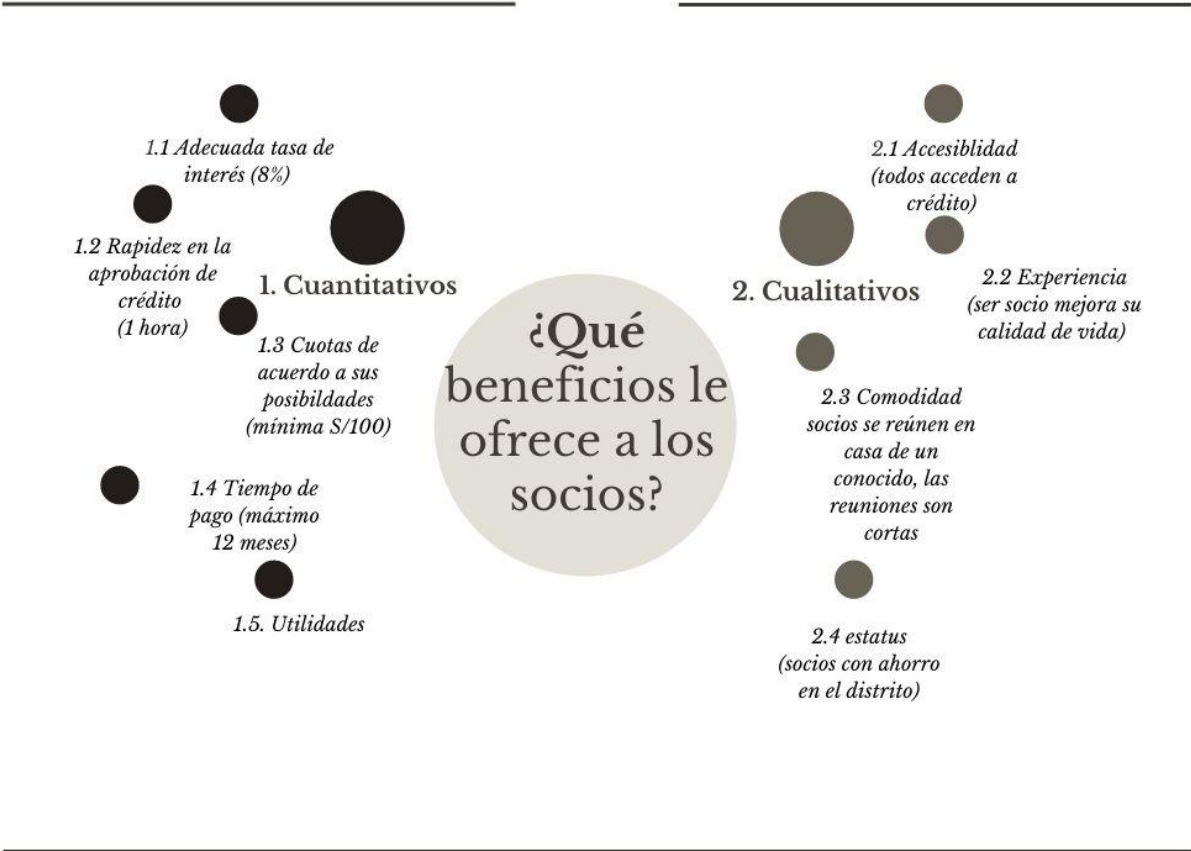 ¿Qué
beneficios le
ofrece a los
socios?
1. Cuantitativos
1.1 Adecuada tasa de
interés (8%)
1.2 Rapidez en la
aprobación de
crédito
(1 hora)
1.3 Cuotas de
acuerdo a sus
posibildades
(mínima S/100)
1.4 Tiempo de
pago (máximo
12 meses)
1.5. Utilidades
2. Cualitativos
2.1 Accesiblidad
(todos acceden a
crédito)
2.2 Experiencia
(ser socio mejora su
calidad de vida)
2.3 Comodidad
socios se reúnen en
casa de un
conocido, las
reuniones son
cortas
2.4 estatus
(socios con ahorro
en el distrito)